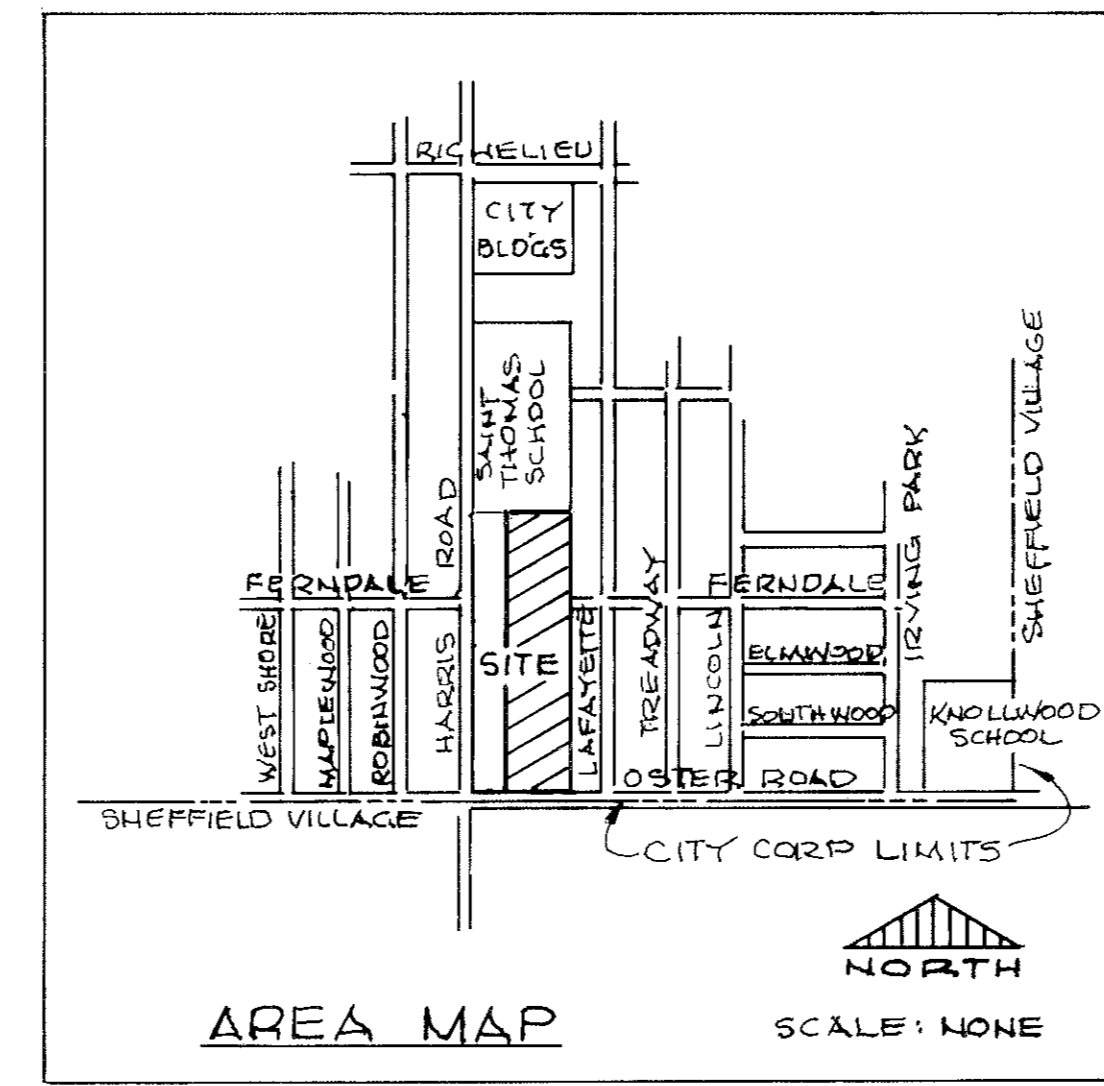 RICHELIEU
CITY
BLDGS
SAINT
THOMAS
SCHOOL
SHEFFIELD VILLAGE
IRVING PARK
ROAD
FERNDALE
FERNDALE
WEST SHORE
MAPLEWOOD
ROBINWOOD
HARRIS
SITE
LAFAYETTE
TREADWAY
LINCOLN
ELMWOOD
SOUTHWOOD
KNOLLWOOD
SCHOOL
OSTER ROAD
SHEFFIELD VILLAGE
CITY CORP LIMITS
NORTH
AREA MAP
SCALE: NONE